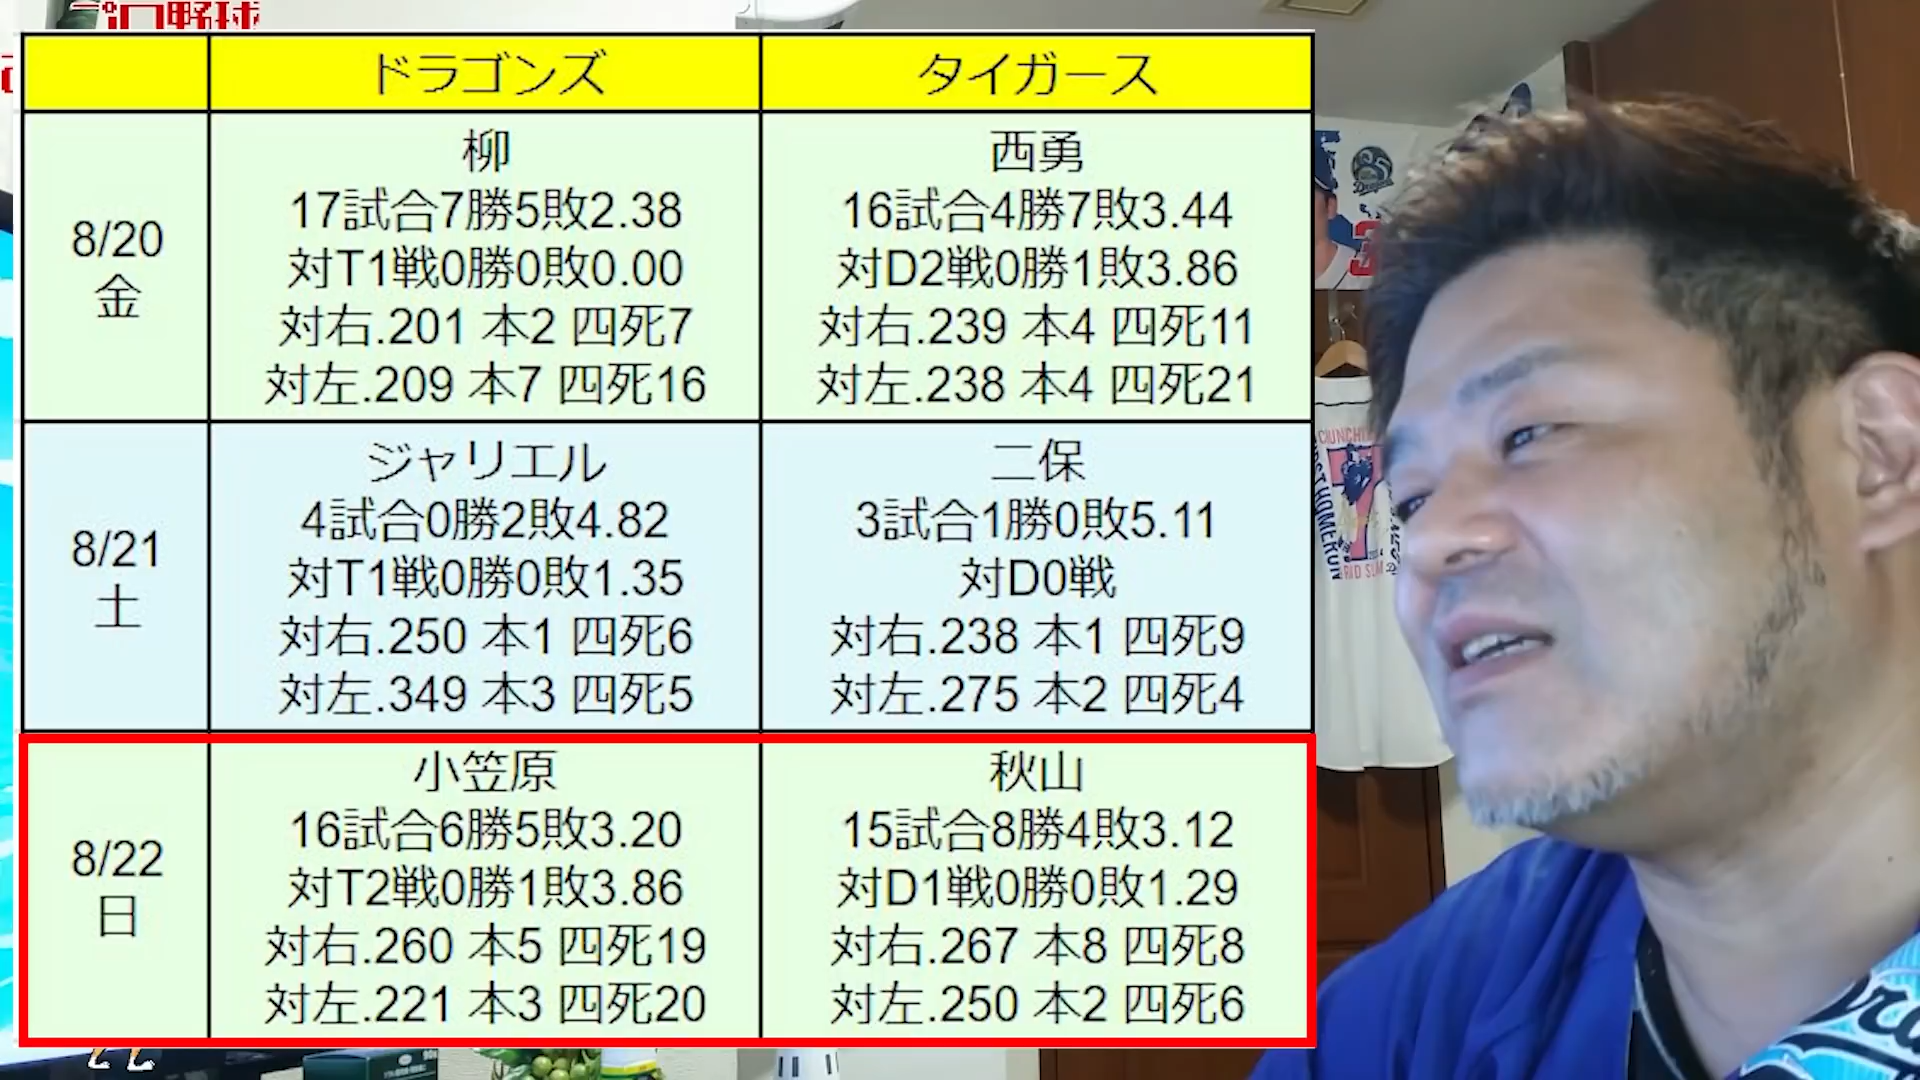 プロ野球
ドラゴンズ
タイガース
8/20
金
柳
17試合7勝5敗2.38
対T1戦0勝0敗0.00
対右.201 本2 四死7
対左.209 本7 四死16
西勇
16試合4勝7敗3.44
対D2戦0勝1敗3.86
対右.239 本4 四死11
対左.238 本4 四死21
8/21
土
ジャリエル
4試合0勝2敗4.82
対T1戦0勝0敗1.35
対右.250 本1 四死6
対左.349 本3 四死5
二保
3試合1勝0敗5.11
対D0戦
対右.238 本1 四死9
対左.275 本2 四死4
8/22
日
小笠原
16試合6勝5敗3.20
対T2戦0勝1敗3.86
対右.260 本5 四死19
対左.221 本3 四死20
秋山
15試合8勝4敗3.12
対D1戦0勝0敗1.29
対右.267 本8 四死8
対左.250 本2 四死6